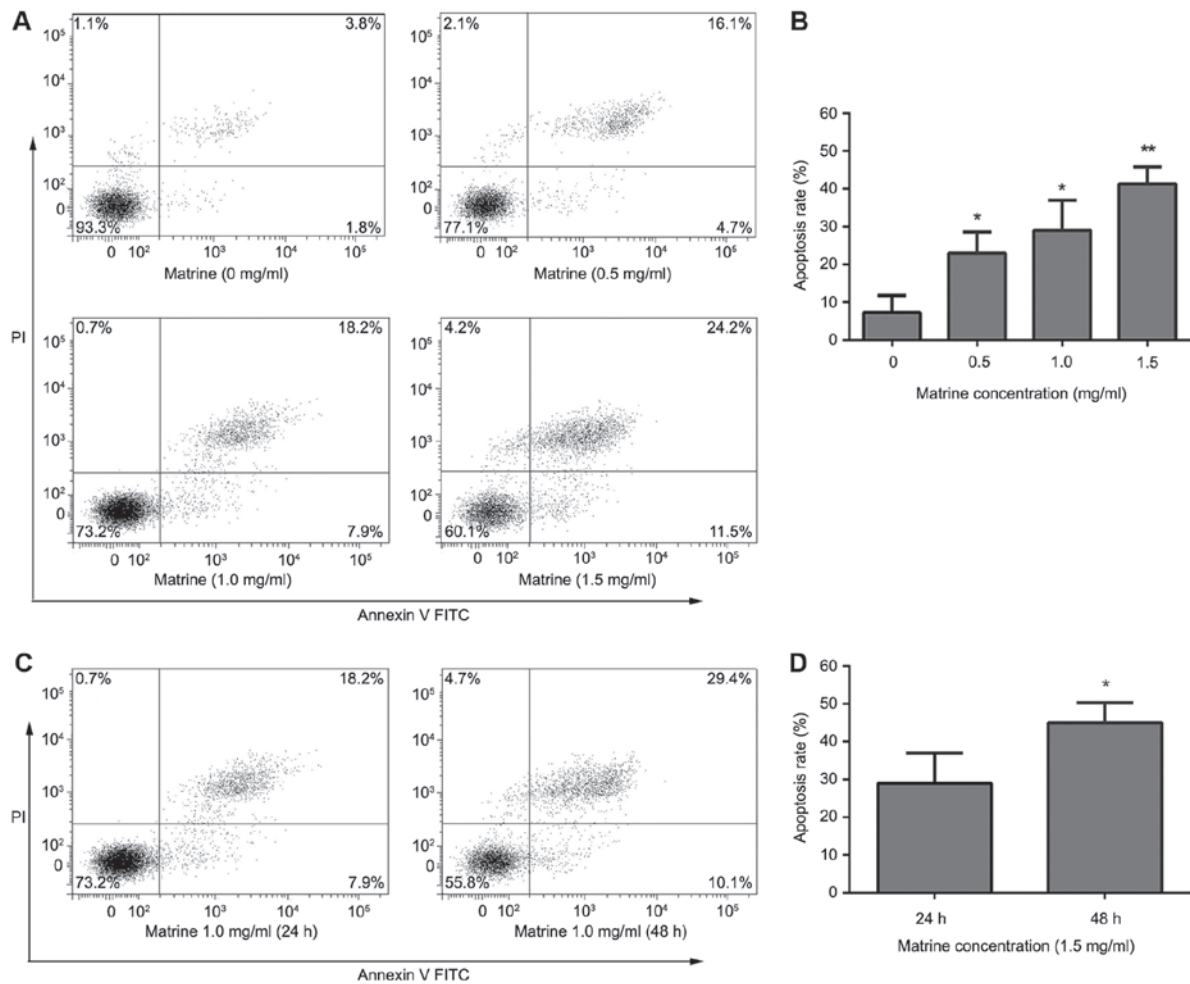 A
1.1%
3.8%
10⁵
10⁴
10³
10²
0
93.3%
1.8%
0 10² 10³ 10⁴ 10⁵
Matrine (0 mg/ml)
2.1%
16.1%
10⁵
10⁴
10³
10²
0
77.1%
4.7%
0 10² 10³ 10⁴ 10⁵
Matrine (0.5 mg/ml)
PI
0.7%
18.2%
10⁵
10⁴
10³
10²
0
73.2%
7.9%
0 10² 10³ 10⁴ 10⁵
Matrine (1.0 mg/ml)
4.2%
24.2%
10⁵
10⁴
10³
10²
0
60.1%
11.5%
0 10² 10³ 10⁴ 10⁵
Matrine (1.5 mg/ml)
Annexin V FITC
B
Apoptosis rate (%)
60
50
40
30
20
10
0
* * **
0 0.5 1.0 1.5
Matrine concentration (mg/ml)
C
PI
0.7%
18.2%
10⁵
10⁴
10³
10²
0
73.2%
7.9%
0 10² 10³ 10⁴ 10⁵
Matrine 1.0 mg/ml (24 h)
4.7%
29.4%
10⁵
10⁴
10³
10²
0
55.8%
10.1%
0 10² 10³ 10⁴ 10⁵
Matrine 1.0 mg/ml (48 h)
Annexin V FITC
D
Apoptosis rate (%)
60
50
40
30
20
10
0
*
24 h 48 h
Matrine concentration (1.5 mg/ml)